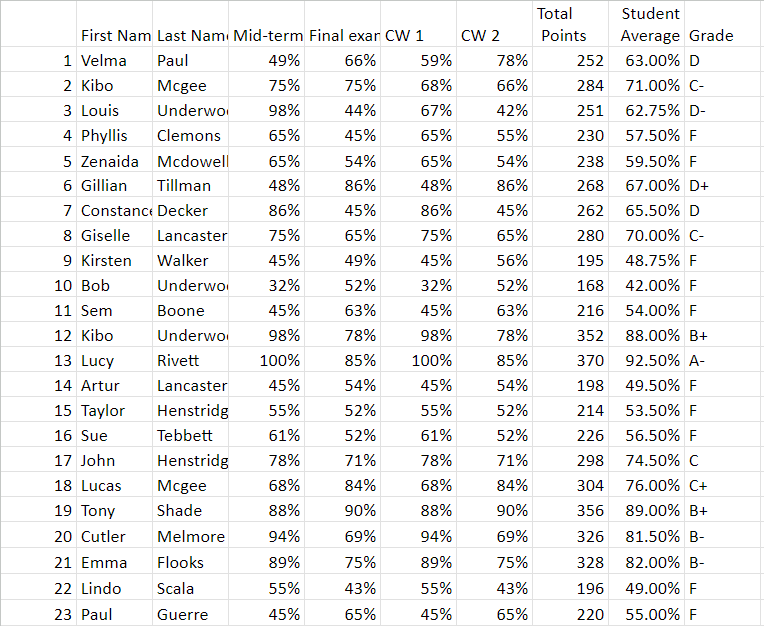 Total Student
First Nam Last Name Mid-term Final exar CW 1 CW 2 Points Average Grade
1 Velma Paul 49% 66% 59% 78% 252 63.00% D
2 Kibo Mcgee 75% 75% 68% 66% 284 71.00% C-
3 Louis Underwo 98% 44% 67% 42% 251 62.75% D-
4 Phyllis Clemons 65% 45% 65% 55% 230 57.50% F
5 Zenaida Mcdowell 65% 54% 65% 54% 238 59.50% F
6 Gillian Tillman 48% 86% 48% 86% 268 67.00% D+
7 Constance Decker 86% 45% 86% 45% 262 65.50% D
8 Giselle Lancaster 75% 65% 75% 65% 280 70.00% C-
9 Kirsten Walker 45% 49% 45% 56% 195 48.75% F
10 Bob Underwo 32% 52% 32% 52% 168 42.00% F
11 Sem Boone 45% 63% 45% 63% 216 54.00% F
12 Kibo Underwo 98% 78% 98% 78% 352 88.00% B+
13 Lucy Rivett 100% 85% 100% 85% 370 92.50% A-
14 Artur Lancaster 45% 54% 45% 54% 198 49.50% F
15 Taylor Henstridg 55% 52% 55% 52% 214 53.50% F
16 Sue Tebbett 61% 52% 61% 52% 226 56.50% F
17 John Henstridg 78% 71% 78% 71% 298 74.50% C
18 Lucas Mcgee 68% 84% 68% 84% 304 76.00% C+
19 Tony Shade 88% 90% 88% 90% 356 89.00% B+
20 Cutler Melmore 94% 69% 94% 69% 326 81.50% B-
21 Emma Flooks 89% 75% 89% 75% 328 82.00% B-
22 Lindo Scala 55% 43% 55% 43% 196 49.00% F
23 Paul Guerre 45% 65% 45% 65% 220 55.00% F